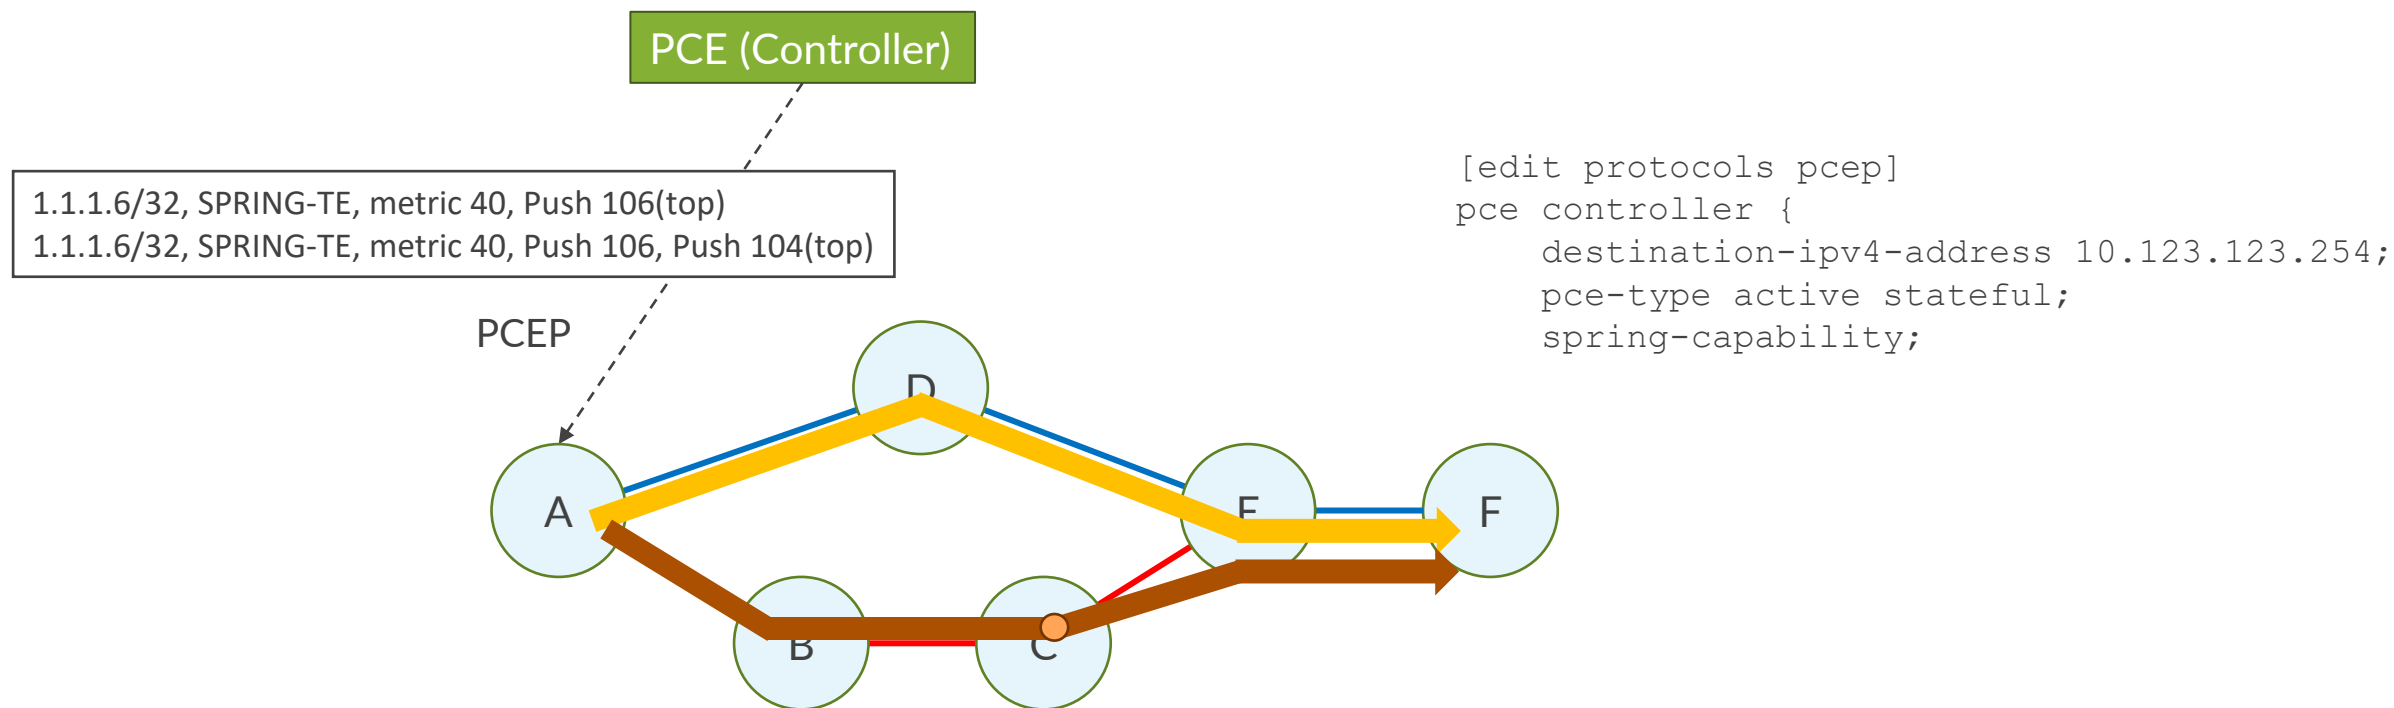 PCE (Controller)
1.1.1.6/32, SPRING-TE, metric 40, Push 106(top)
1.1.1.6/32, SPRING-TE, metric 40, Push 106, Push 104(top)
[edit protocols pcep]
pce controller {
destination-ipv4-address 10.123.123.254;
pce-type active stateful;
spring-capability;
PCEP
D
A
E
F
B
C